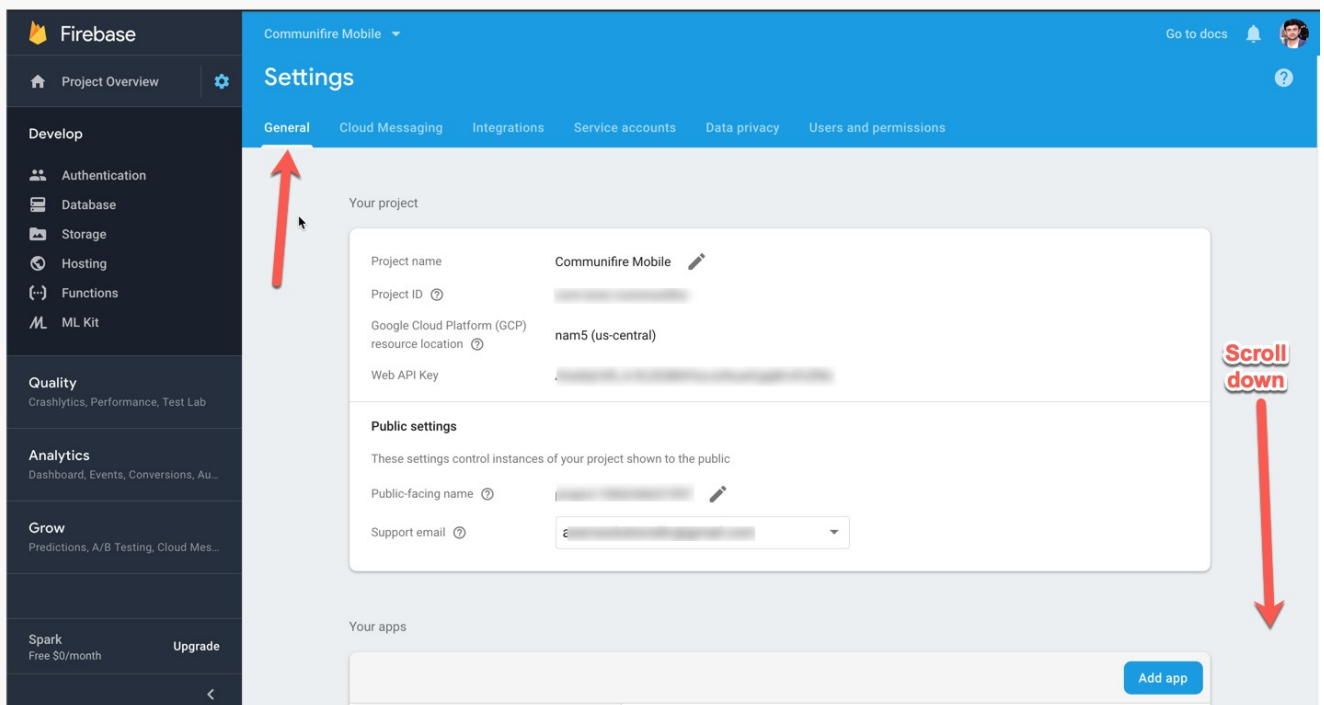 Firebase
Communifire Mobile
Go to docs
Project Overview
Settings
General Cloud Messaging Integrations Service accounts Data privacy Users and permissions
Develop
Authentication
Database
Storage
Hosting
Functions
ML Kit
Quality
Crashlytics, Performance, Test Lab
Analytics
Dashboard, Events, Conversions, Au...
Grow
Predictions, A/B Testing, Cloud Mes...
Spark
Free $0/month
Upgrade
Your project
Project name Communifire Mobile
Project ID
Google Cloud Platform (GCP)
resource location
nam5 (us-central)
Web API Key
Public settings
These settings control instances of your project shown to the public
Public-facing name
Support email
Your apps
Add app
Scroll
down